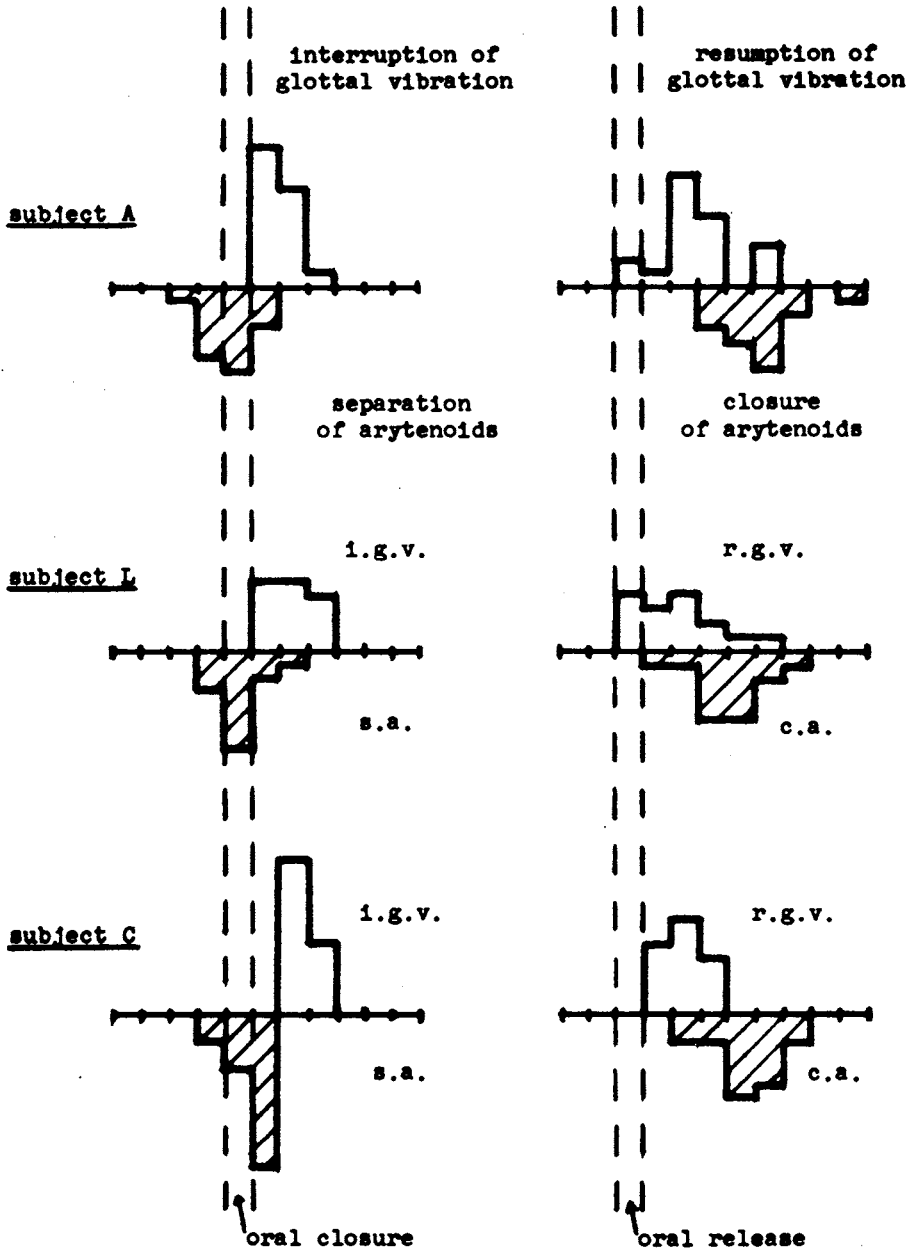 interruption of
glottal vibration
resumption of
glottal vibration
subject A
separation
of arytenoids
closure
of arytenoids
i.g.v.
r.g.v.
subject L
s.a.
c.a.
i.g.v.
r.g.v.
subject C
s.a.
c.a.
oral closure
oral release